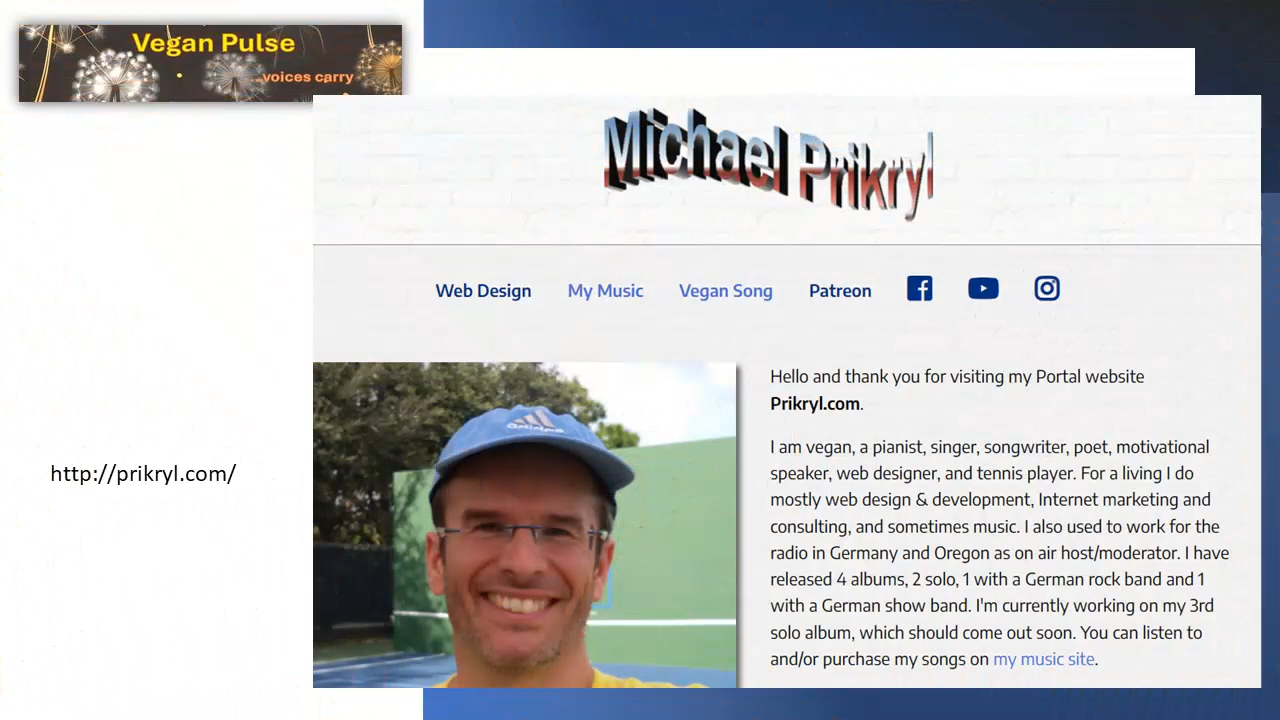 Vegan Pulse
...voices carry
Michael Prikryl
Web Design My Music Vegan Song Patreon
Hello and thank you for visiting my Portal website
Prikryl.com.
I am vegan, a pianist, singer, songwriter, poet, motivational
speaker, web designer, and tennis player. For a living I do
mostly web design & development, Internet marketing and
consulting, and sometimes music. I also used to work for the
radio in Germany and Oregon as on air host/moderator. I have
released 4 albums, 2 solo, 1 with a German rock band and 1
with a German show band. I'm currently working on my 3rd
solo album, which should come out soon. You can listen to
and/or purchase my songs on my music site.
http://prikryl.com/
adidas